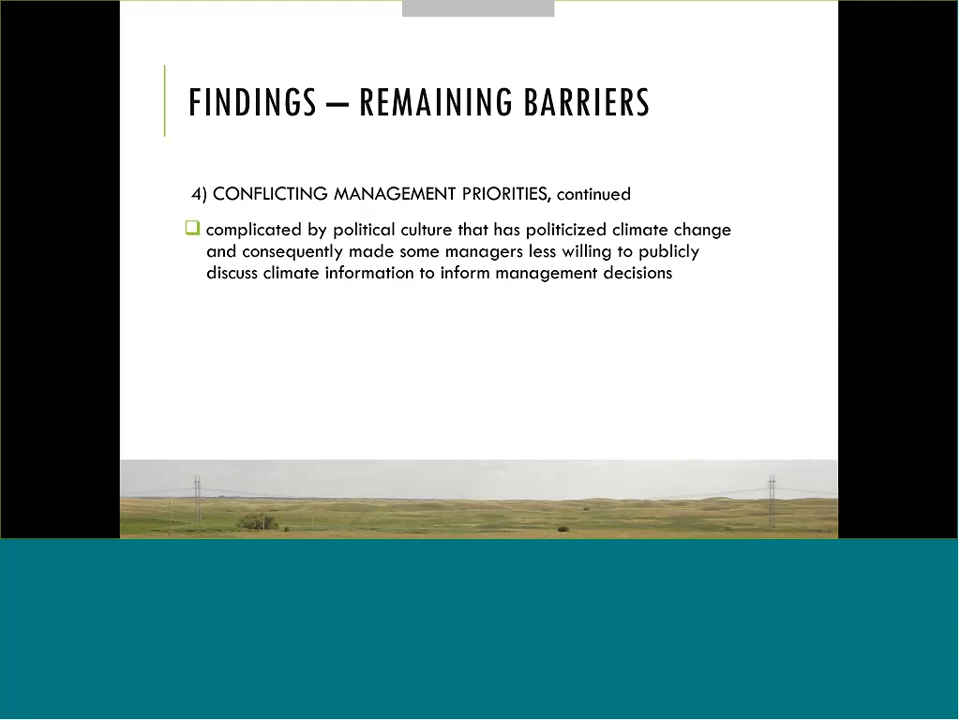 FINDINGS – REMAINING BARRIERS
4) CONFLICTING MANAGEMENT PRIORITIES, continued
complicated by political culture that has politicized climate change
and consequently made some managers less willing to publicly
discuss climate information to inform management decisions